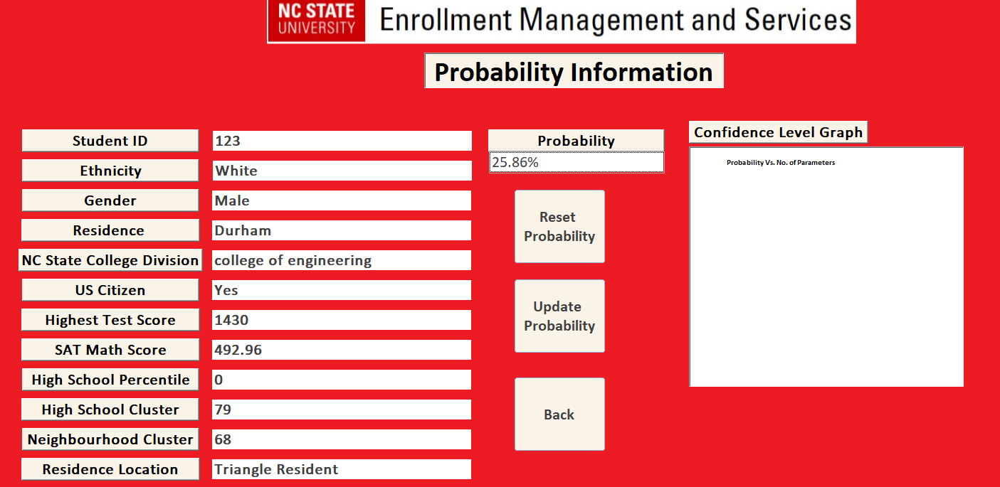 NC STATE
UNIVERSITY
Enrollment Management and Services
Probability Information
Student ID
123
Ethnicity
White
Gender
Male
Residence
Durham
NC State College Division
college of engineering
US Citizen
Yes
Highest Test Score
1430
SAT Math Score
492.96
High School Percentile
0
High School Cluster
79
Neighbourhood Cluster
68
Residence Location
Triangle Resident
Probability
25.86%
Reset
Probability
Update
Probability
Back
Confidence Level Graph
Probability Vs. No. of Parameters